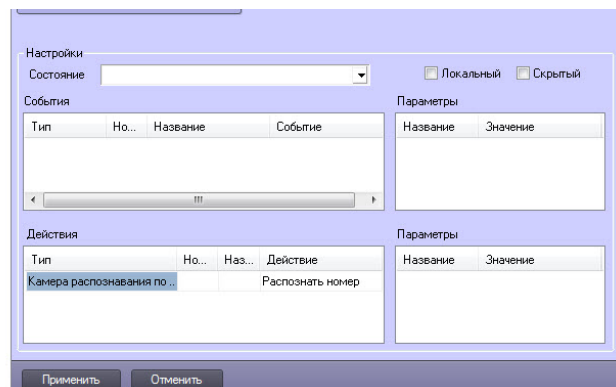 Настройки
Состояние
Локальный Скрытый
События Параметры
Тип Но... Название Событие Название Значение
Действия Параметры
Тип Но... Наз... Действие Название Значение
Камера распознавания по .. Распознать номер
Применить Отменить